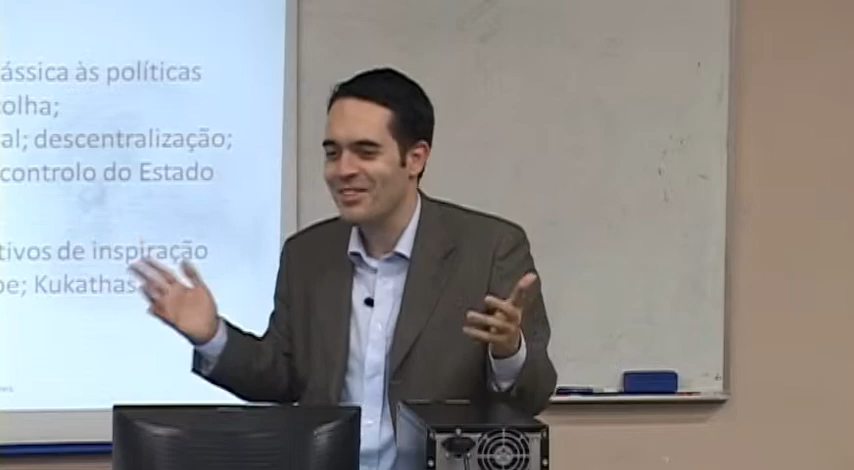 ássica às políticas
colha;
al; descentralização;
controlo do Estado
tivos de inspiração
pe; Kukathas